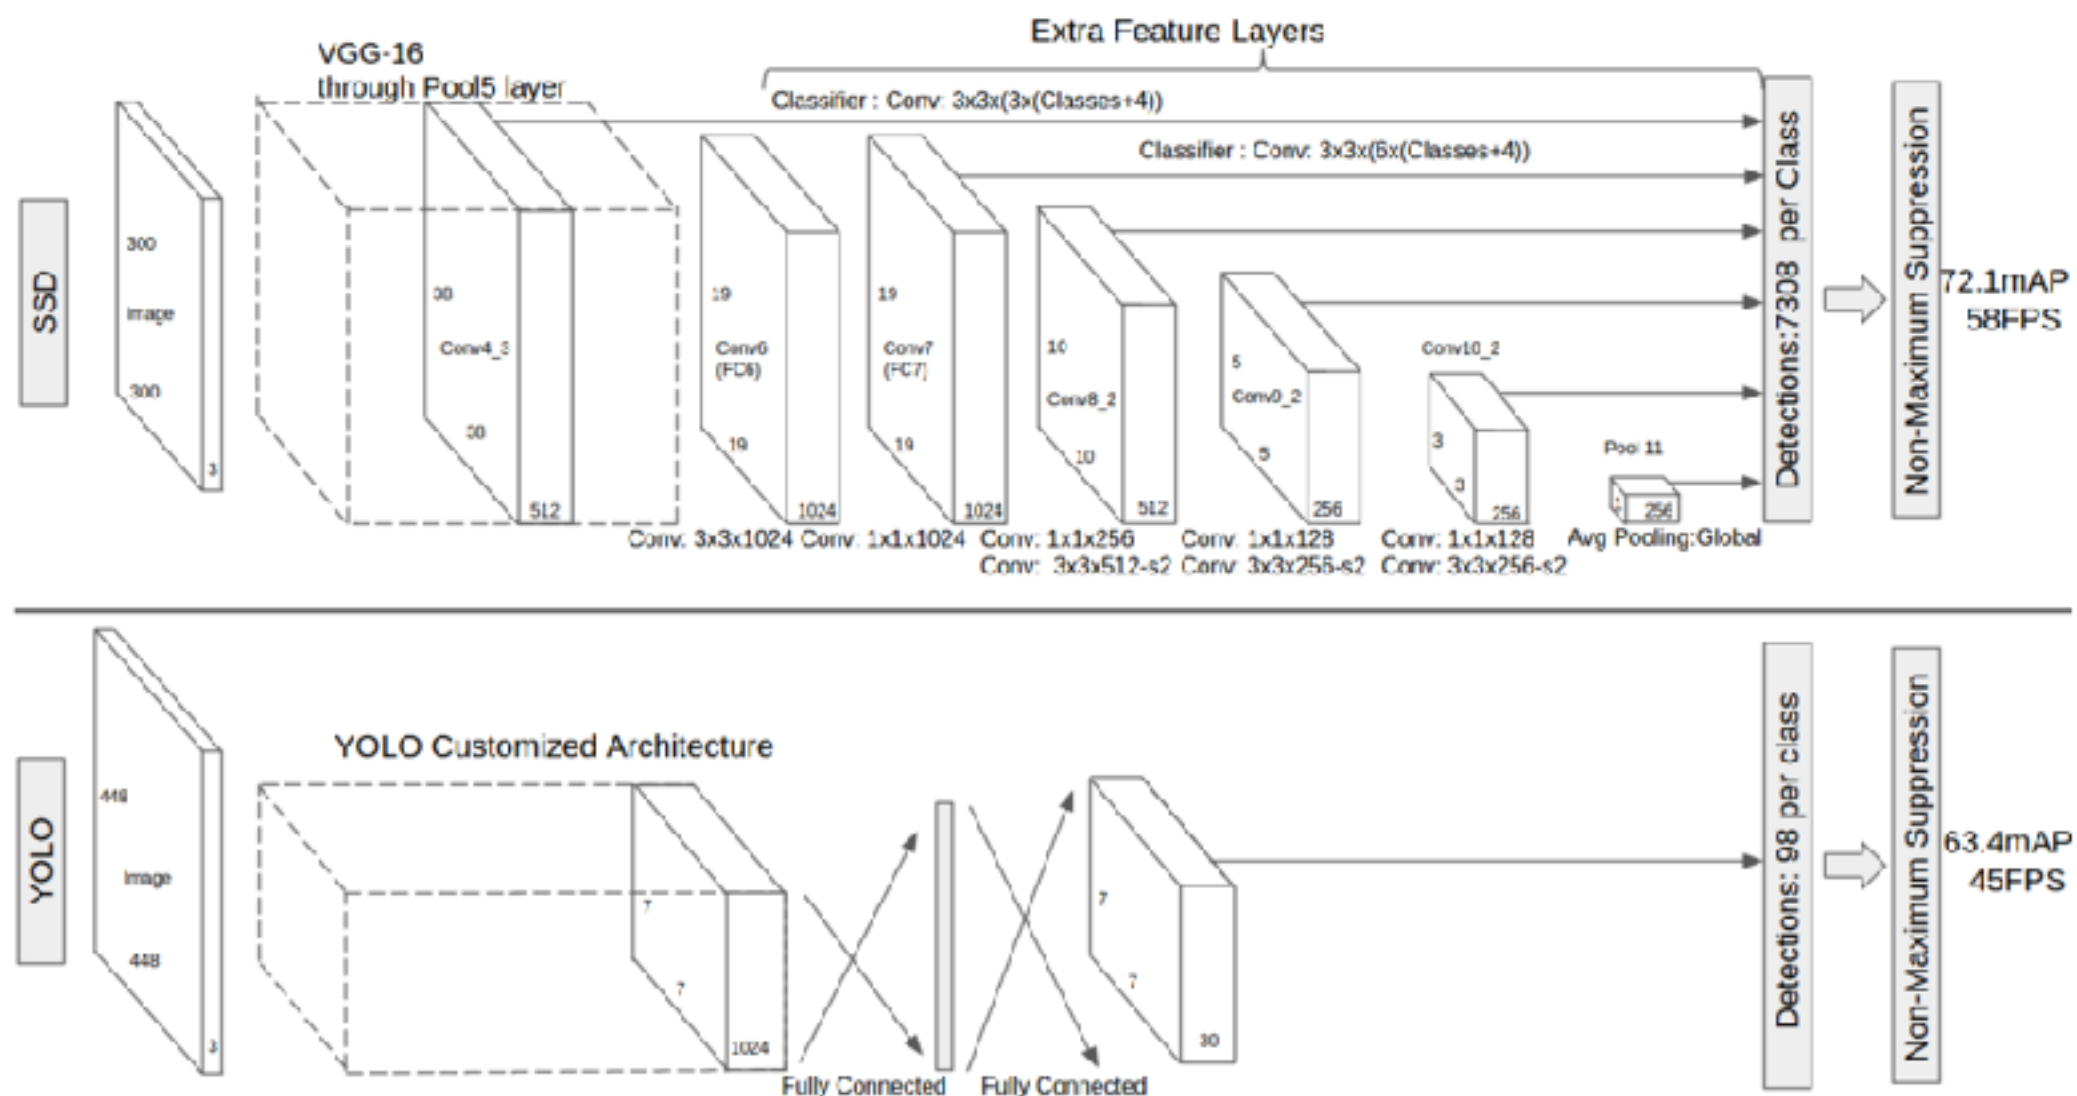 Extra Feature Layers
VGG-16
through Pool5 layer
Classifier : Conv: 3x3x(3x(Classes+4))
Classifier : Conv: 3x3x(6x(Classes+4))
SSD
300
Image
300
3
38
Conv4_3
38
512
19
Conv6
(FC6)
19
1024
19
Conv7
(FC7)
19
1024
10
Conv8_2
10
512
5
Conv9_2
5
256
Conv10_2
3
3
256
Pool 11
256
Conv: 3x3x1024
Conv: 1x1x1024
Conv: 1x1x256
Conv: 3x3x512-s2
Conv: 1x1x128
Conv: 3x3x256-s2
Conv: 1x1x128
Conv: 3x3x256-s2
Avg Pooling:Global
Detections:7308 per Class
Non-Maximum Suppression
72.1mAP
58FPS
YOLO
448
Image
448
3
YOLO Customized Architecture
7
7
1024
Fully Connected
Fully Connected
7
7
30
Detections: 98 per class
Non-Maximum Suppression
63.4mAP
45FPS